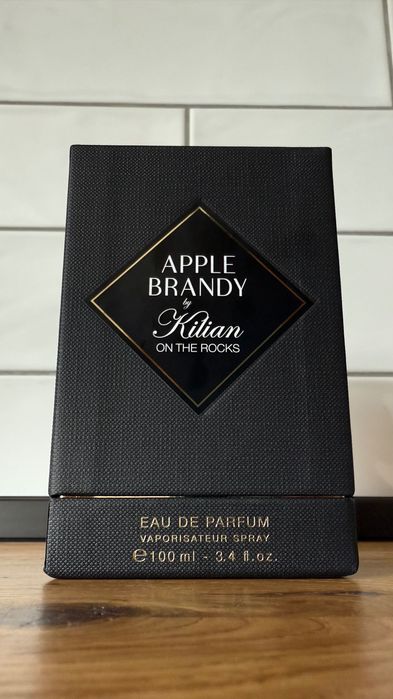 APPLE
BRANDY
by
Kilian
ON THE ROCKS
EAU DE PARFUM
VAPORISATEUR SPRAY
℮100 ml - 3.4 fl.oz.